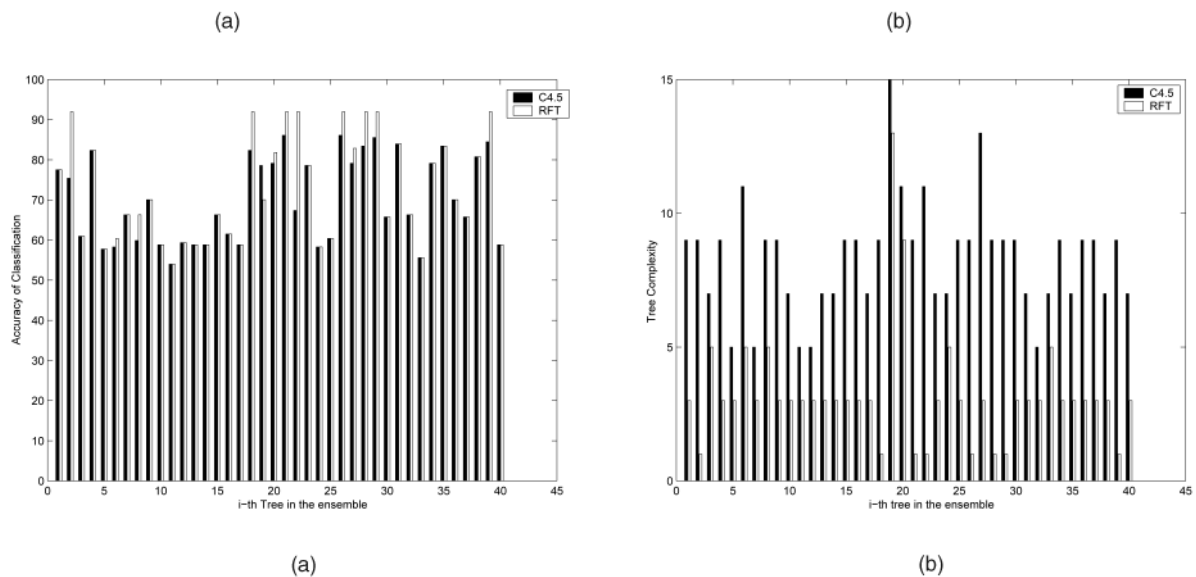 (a)
(b)
100
90
80
70
60
50
40
30
20
10
0
Accuracy of Classification
C4.5
RFT
0 5 10 15 20 25 30 35 40 45
i−th Tree in the ensemble
15
10
5
0
Tree Complexity
C4.5
RFT
0 5 10 15 20 25 30 35 40 45
i−th tree in the ensemble
(a)
(b)